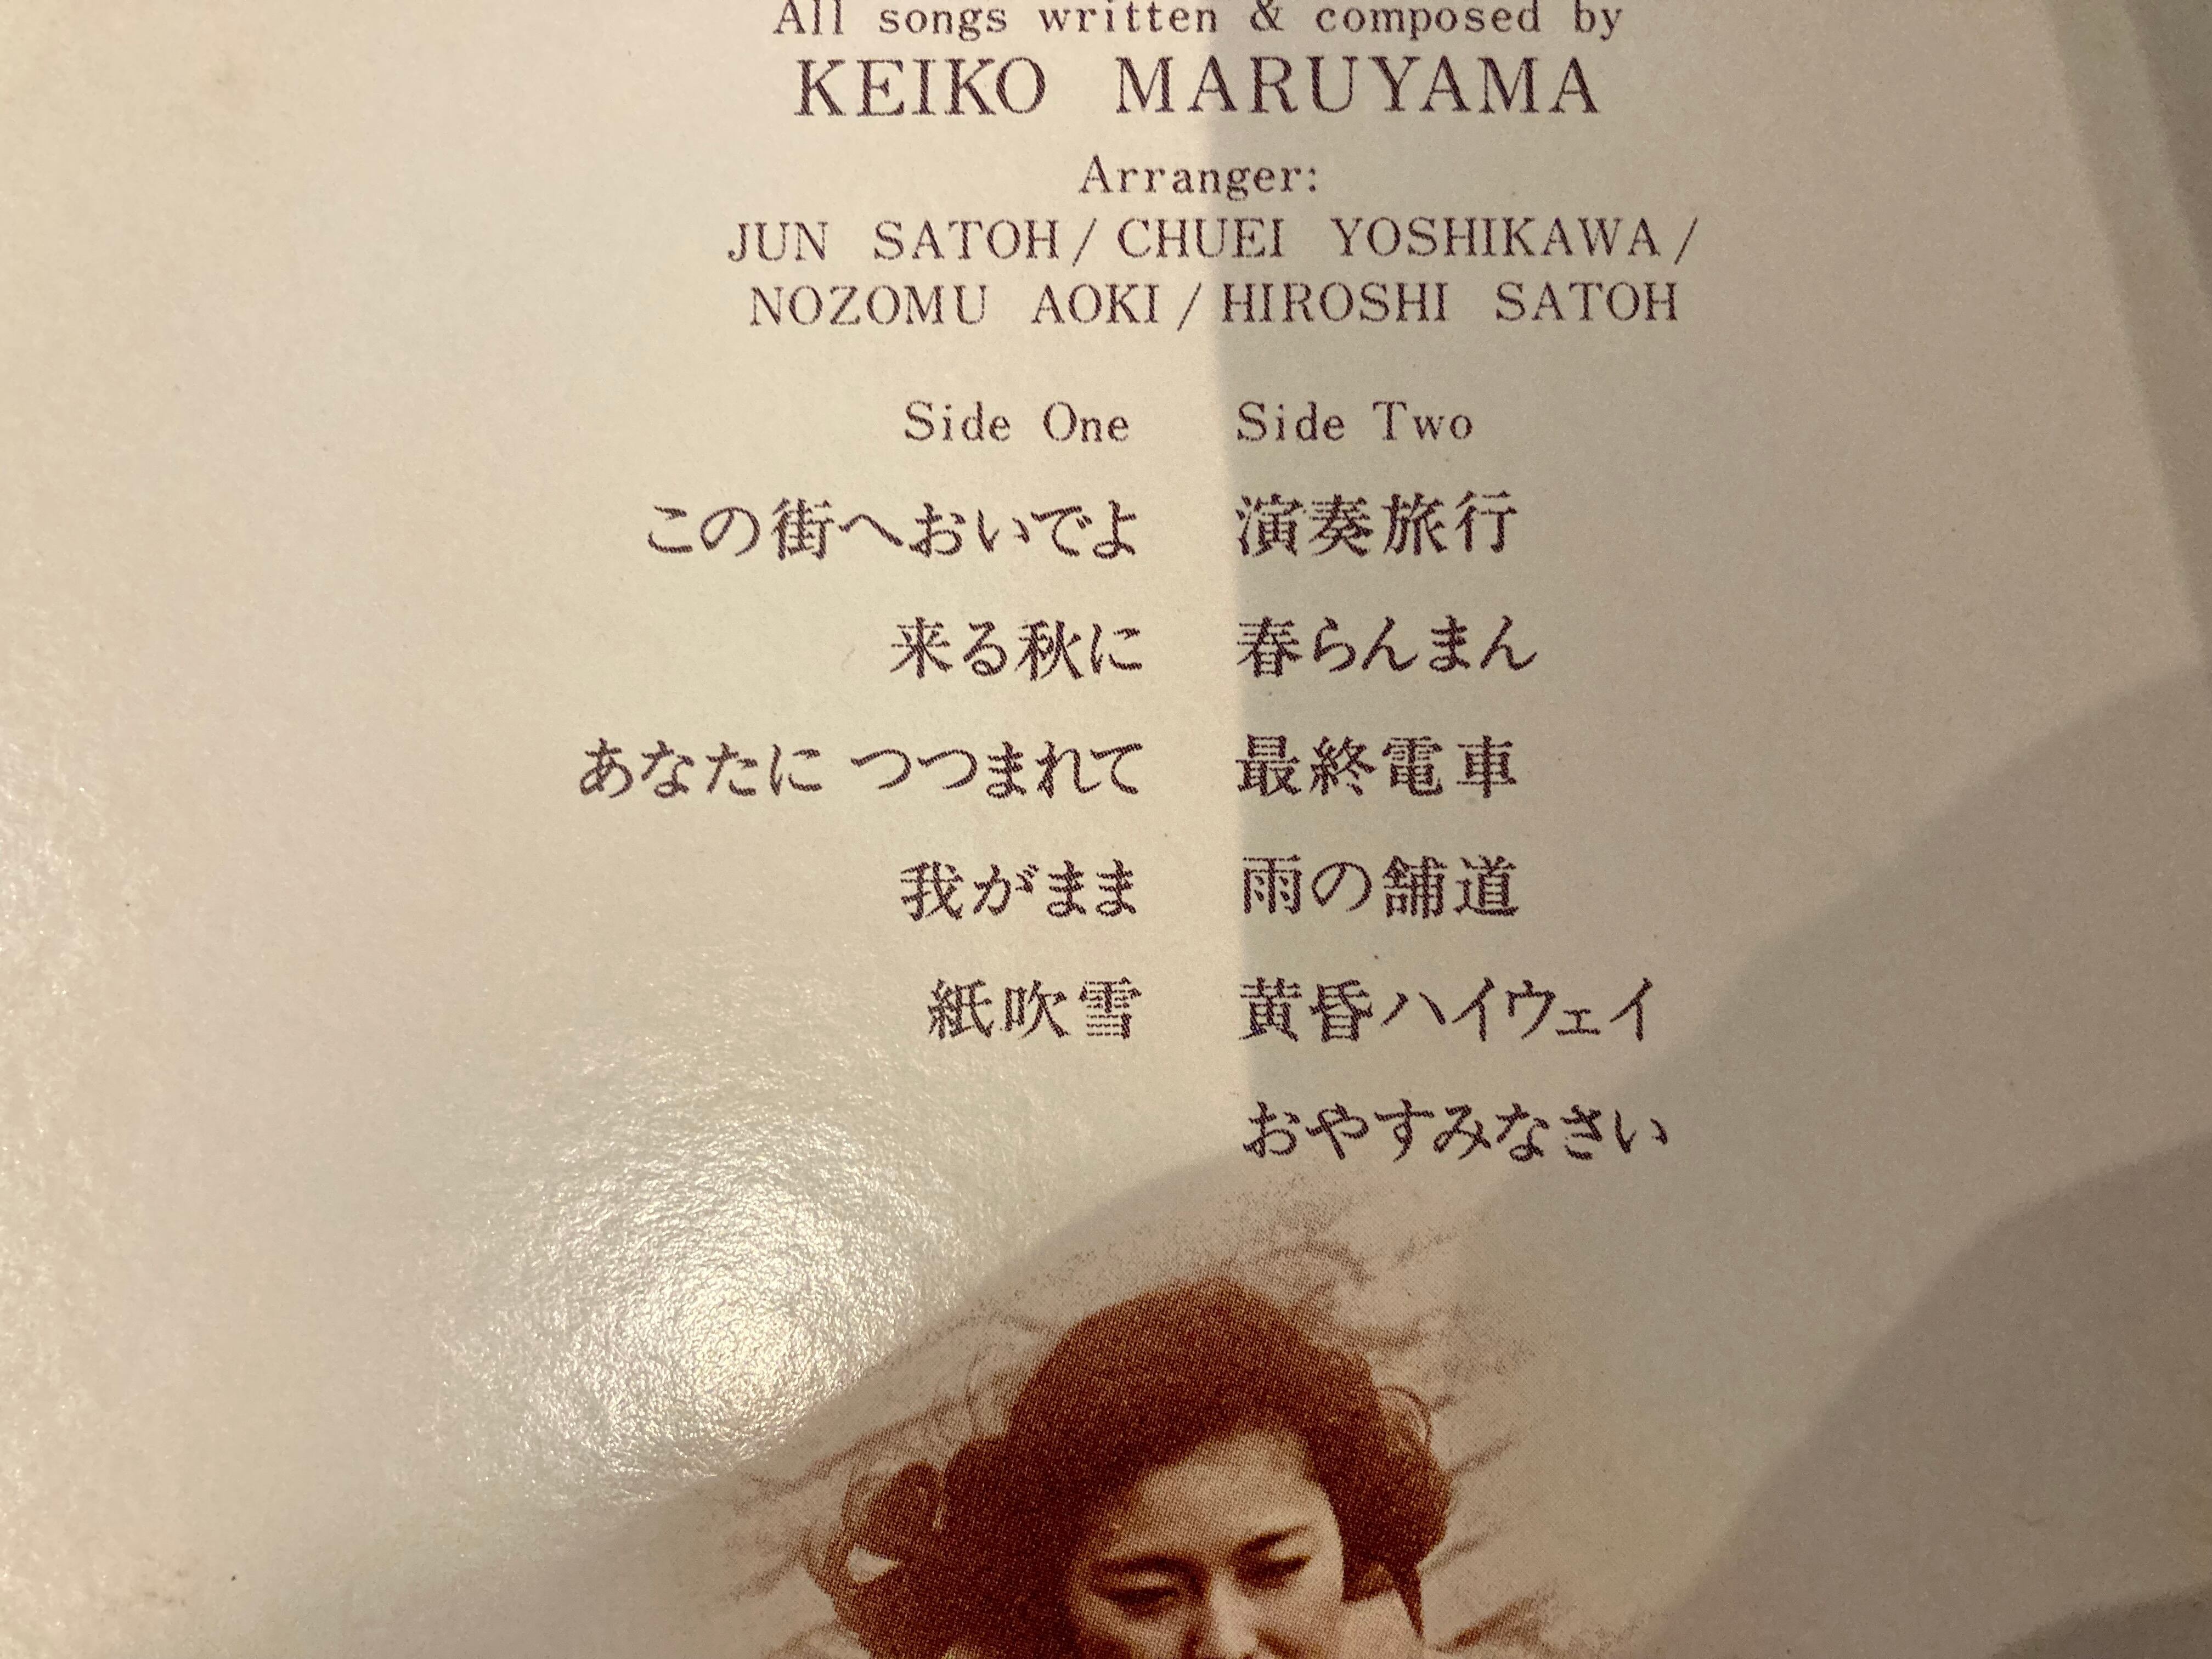 All songs written & composed by
KEIKO MARUYAMA
Arranger:
JUN SATOH/CHUEI YOSHIKAWA/
NOZOMU AOKI/HIROSHI SATOH
Side One
この街へおいでよ
来る秋に
あなたに つつまれて
我がまま
紙吹雪
Side Two
演奏旅行
春らんまん
最終電車
雨の舗道
黄昏ハイウェイ
おやすみなさい